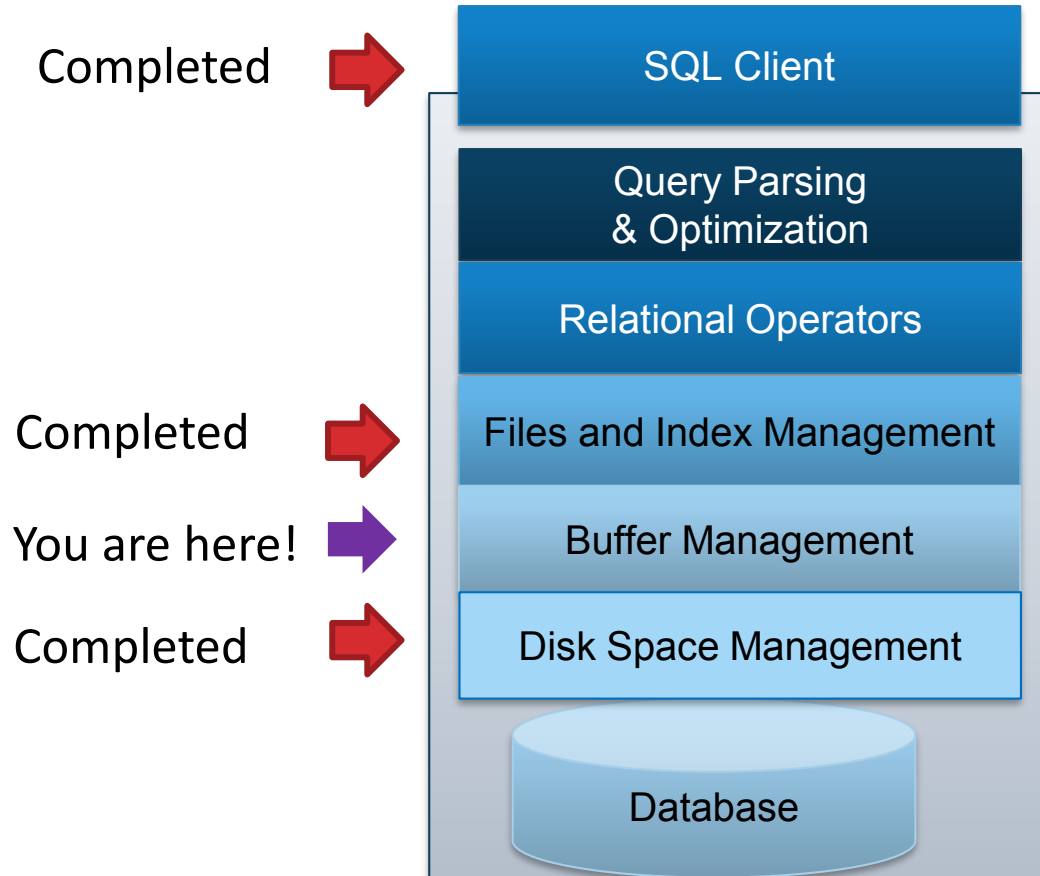 Completed
SQL Client
Query Parsing
& Optimization
Relational Operators
Completed
Files and Index Management
You are here!
Buffer Management
Completed
Disk Space Management
Database